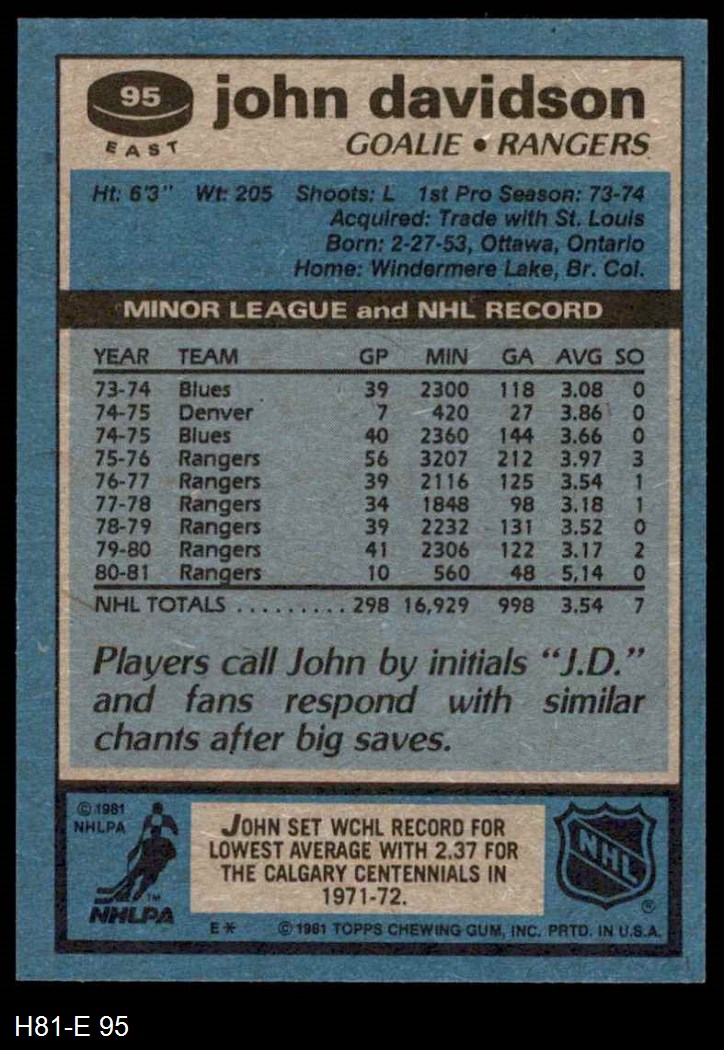 95
EAST
john davidson
GOALIE • RANGERS
Ht: 6'3" Wt: 205 Shoots: L 1st Pro Season: 73-74
Acquired: Trade with St. Louis
Born: 2-27-53, Ottawa, Ontario
Home: Windermere Lake, Br. Col.
MINOR LEAGUE and NHL RECORD
YEAR TEAM GP MIN GA AVG SO
73-74 Blues 39 2300 118 3.08 0
74-75 Denver 7 420 27 3.86 0
74-75 Blues 40 2360 144 3.66 0
75-76 Rangers 56 3207 212 3.97 3
76-77 Rangers 39 2116 125 3.54 1
77-78 Rangers 34 1848 98 3.18 1
78-79 Rangers 39 2232 131 3.52 0
79-80 Rangers 41 2306 122 3.17 2
80-81 Rangers 10 560 48 5,14 0
NHL TOTALS .......... 298 16,929 998 3.54 7
Players call John by initials "J.D."
and fans respond with similar
chants after big saves.
© 1981
NHLPA
TM
NHLPA
JOHN SET WCHL RECORD FOR
LOWEST AVERAGE WITH 2.37 FOR
THE CALGARY CENTENNIALS IN
1971-72.
NHL
®
E* © 1981 TOPPS CHEWING GUM, INC. PRTD. IN U.S.A.
H81-E 95